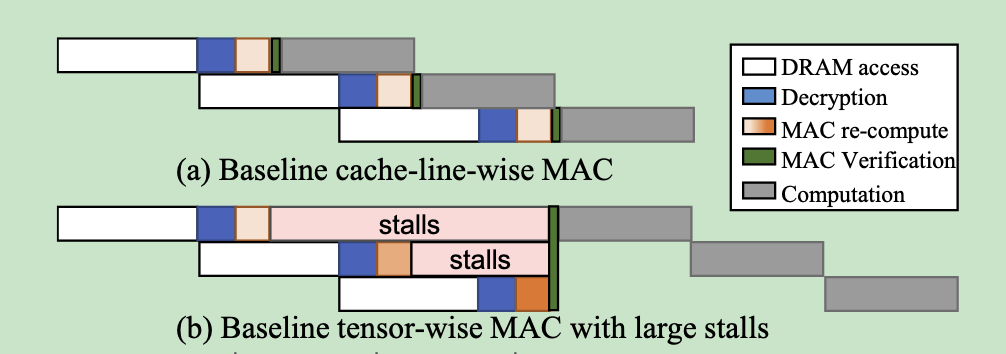 DRAM access
Decryption
MAC re-compute
MAC Verification
Computation
(a) Baseline cache-line-wise MAC
stalls
stalls
(b) Baseline tensor-wise MAC with large stalls